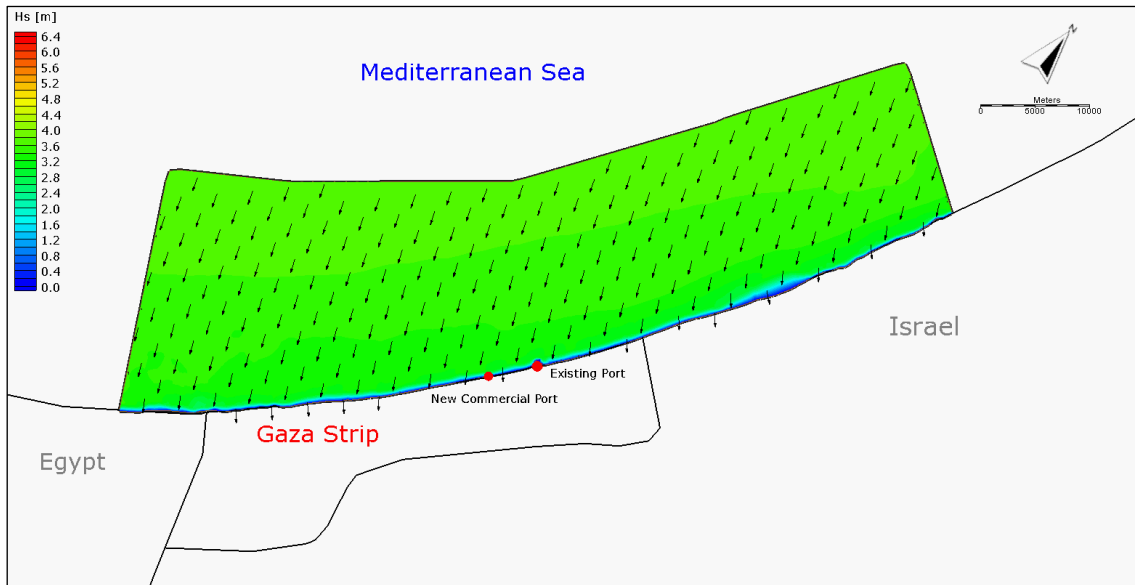 Hs [m]
6.4
6.0
5.6
5.2
4.8
4.4
4.0
3.6
3.2
2.8
2.4
2.0
1.6
1.2
0.8
0.4
0.0
Mediterranean Sea
N
Meters
0 5000 10000
Israel
Existing Port
New Commercial Port
Gaza Strip
Egypt